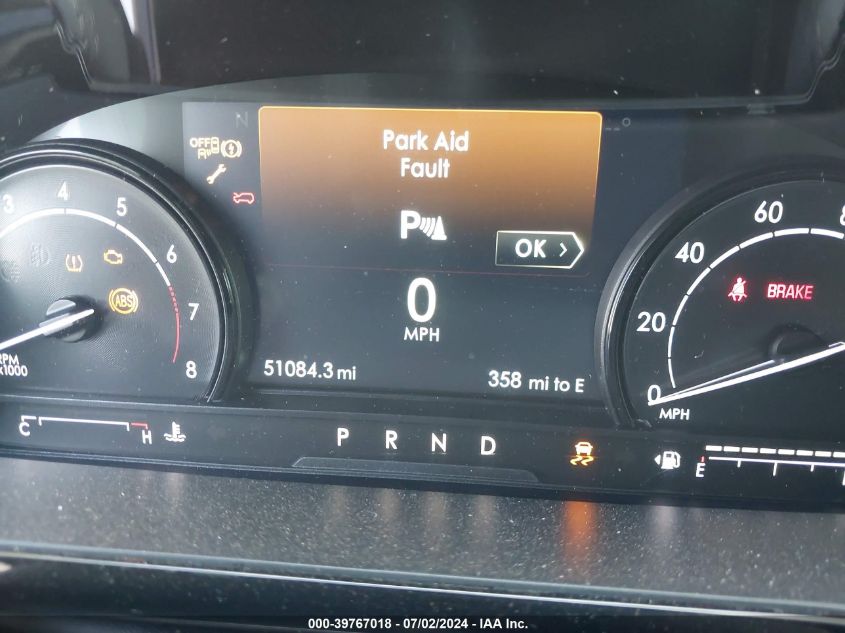 N
OFF
Park Aid
Fault
P
OK >
3
4
5
6
7
8
ABS
RPM
x1000
0
MPH
51084.3 mi
358 mi to E
0
20
40
60
BRAKE
MPH
C
H
P R N D
E
000-39767018 - 07/02/2024 - IAA Inc.